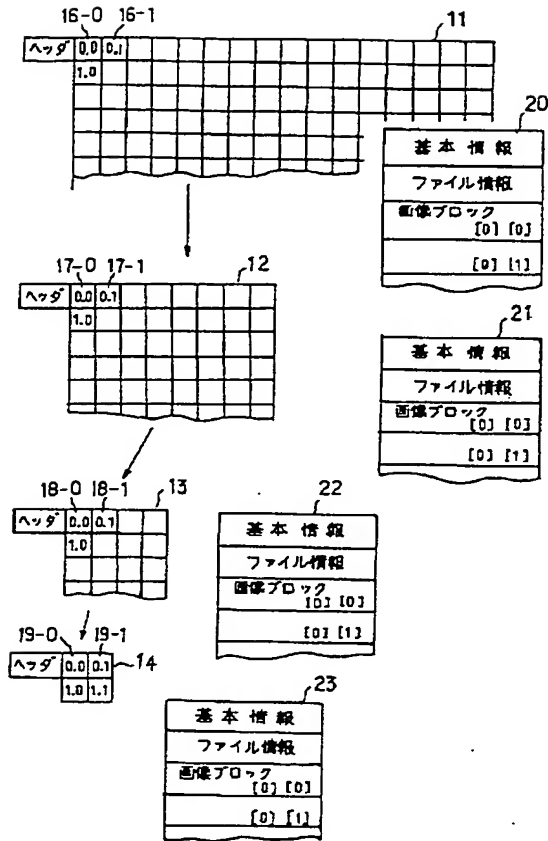 16-0 16-1 11
ヘッダ 0.0 0.1
1.0
20
基本情報
ファイル情報
画像ブロック
[0] [0]
[0] [1]
17-0 17-1 12
ヘッダ 0.0 0.1
1.0
21
基本情報
ファイル情報
画像ブロック
[0] [0]
[0] [1]
18-0 18-1 13
ヘッダ 0.0 0.1
1.0
22
基本情報
ファイル情報
画像ブロック
[0] [0]
[0] [1]
19-0 19-1
ヘッダ 0.0 0.1 14
1.0 1.1
23
基本情報
ファイル情報
画像ブロック
[0] [0]
[0] [1]